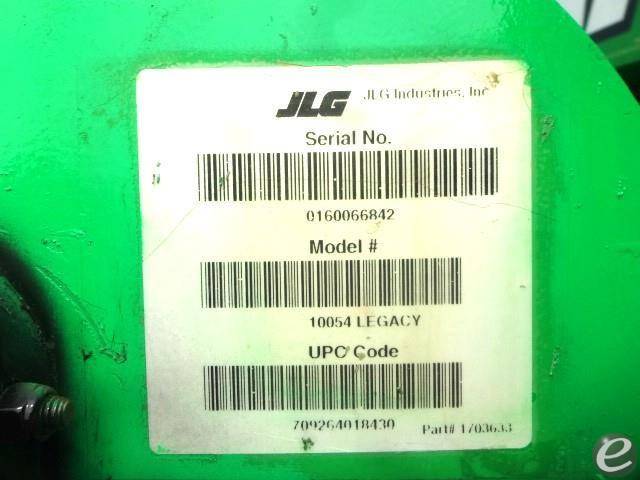 JLG JLG Industries, Inc
Serial No.
0160066842
Model #
10054 LEGACY
UPC Code
709264018430 Part# 1703633
e